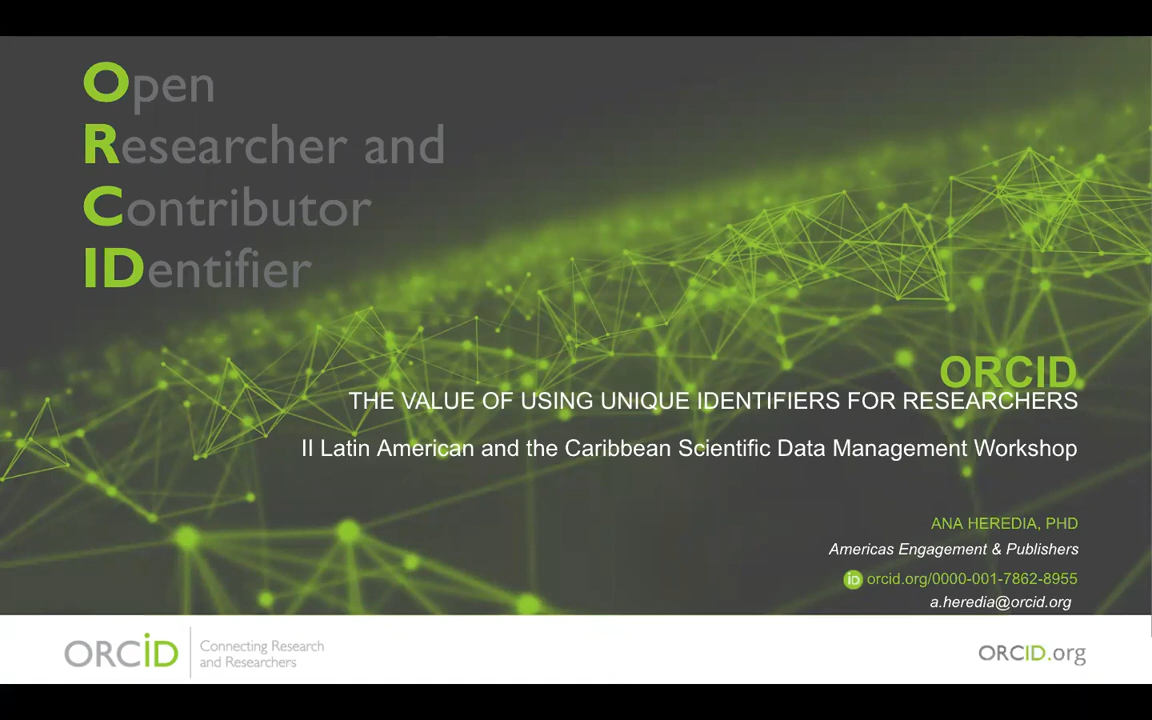 Open
Researcher and
Contributor
IDentifier
ORCID
THE VALUE OF USING UNIQUE IDENTIFIERS FOR RESEARCHERS
II Latin American and the Caribbean Scientific Data Management Workshop
ANA HEREDIA, PHD
Americas Engagement & Publishers
iD orcid.org/0000-001-7862-8955
a.heredia@orcid.org
ORCiD
Connecting Research
and Researchers
ORCID.org